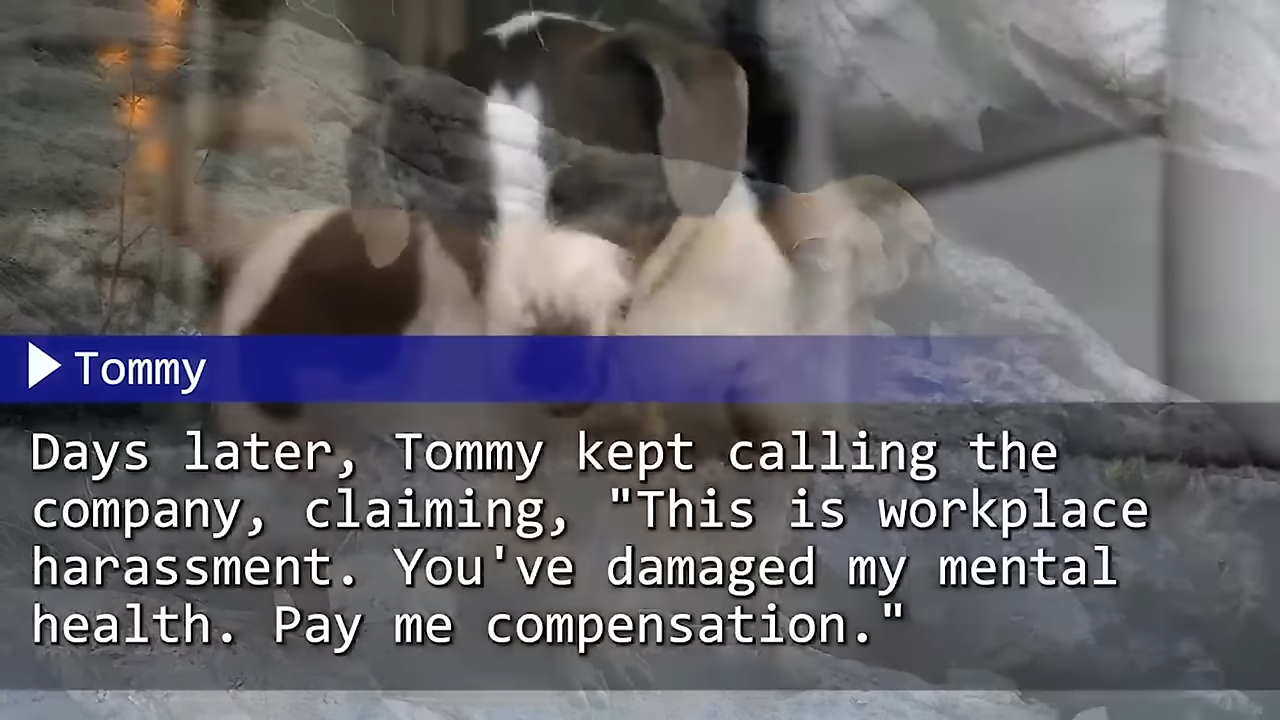 Tommy
Days later, Tommy kept calling the
company, claiming, "This is workplace
harassment. You've damaged my mental
health. Pay me compensation."